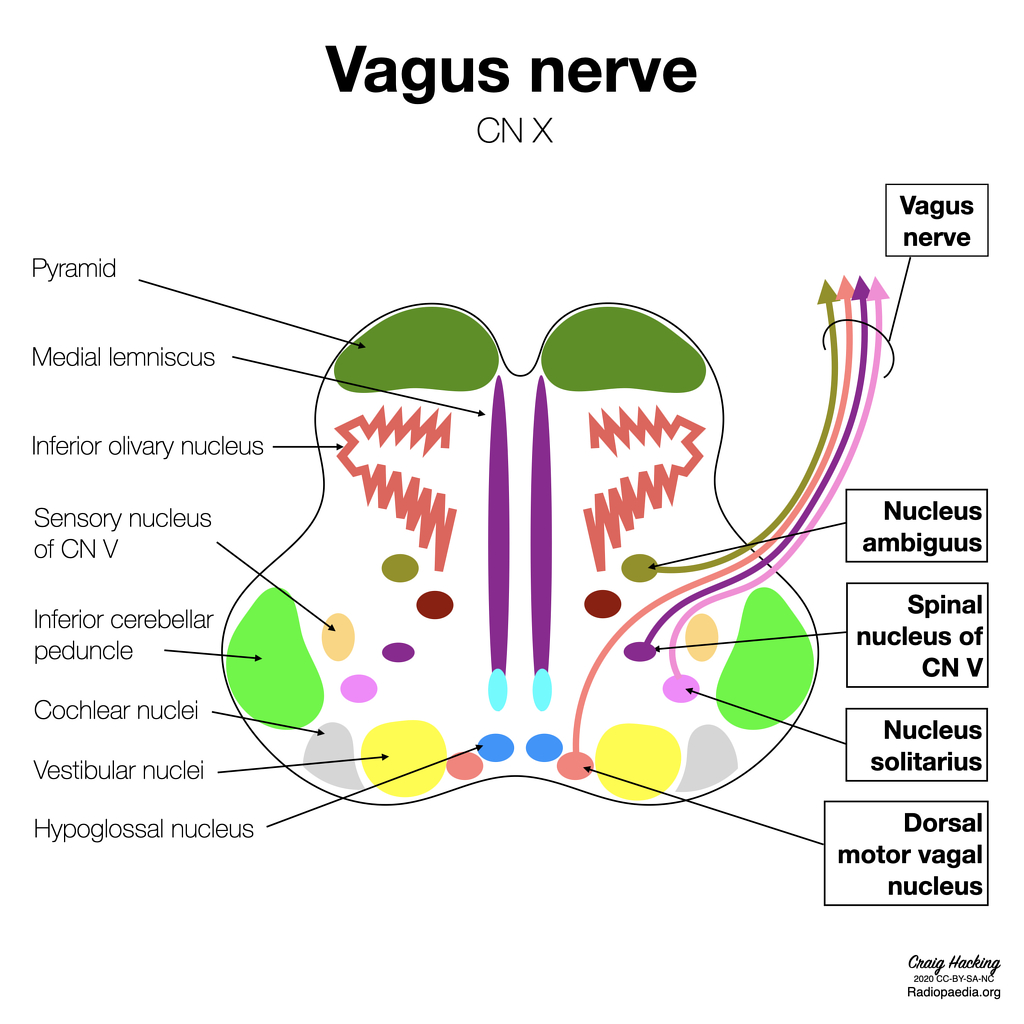 Vagus nerve
CN X
Vagus
nerve
Pyramid
Medial lemniscus
Inferior olivary nucleus
Sensory nucleus
of CN V
Inferior cerebellar
peduncle
Cochlear nuclei
Vestibular nuclei
Hypoglossal nucleus
Nucleus
ambiguus
Spinal
nucleus of
CN V
Nucleus
solitarius
Dorsal
motor vagal
nucleus
Craig Hacking
2020 CC-BY-SA-NC
Radiopaedia.org